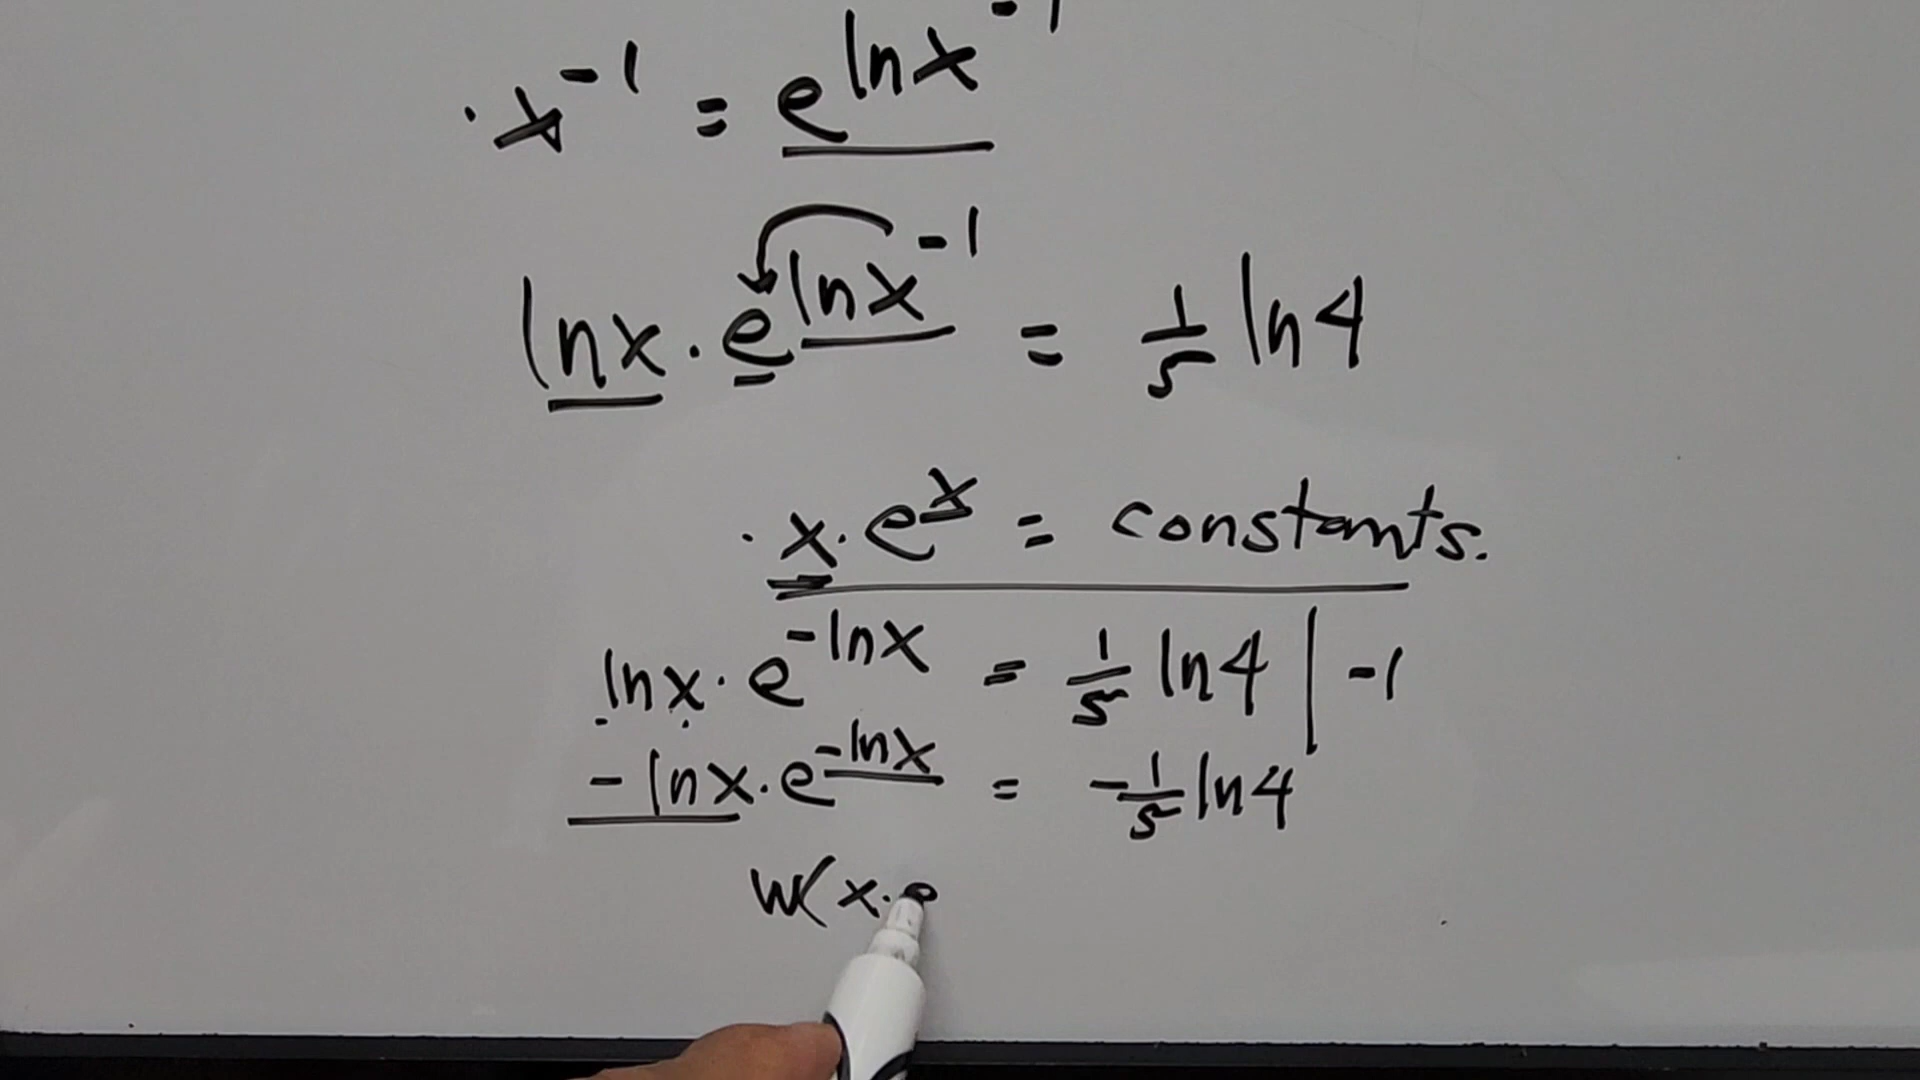 · x⁻¹ = e^(ln x⁻¹)
ln x · e^(ln x⁻¹) = 1/5 ln 4
· x · e^x = constants.
ln x · e^(-ln x) = 1/5 ln 4 | -1
- ln x · e^(-ln x) = - 1/5 ln 4
W( x · e